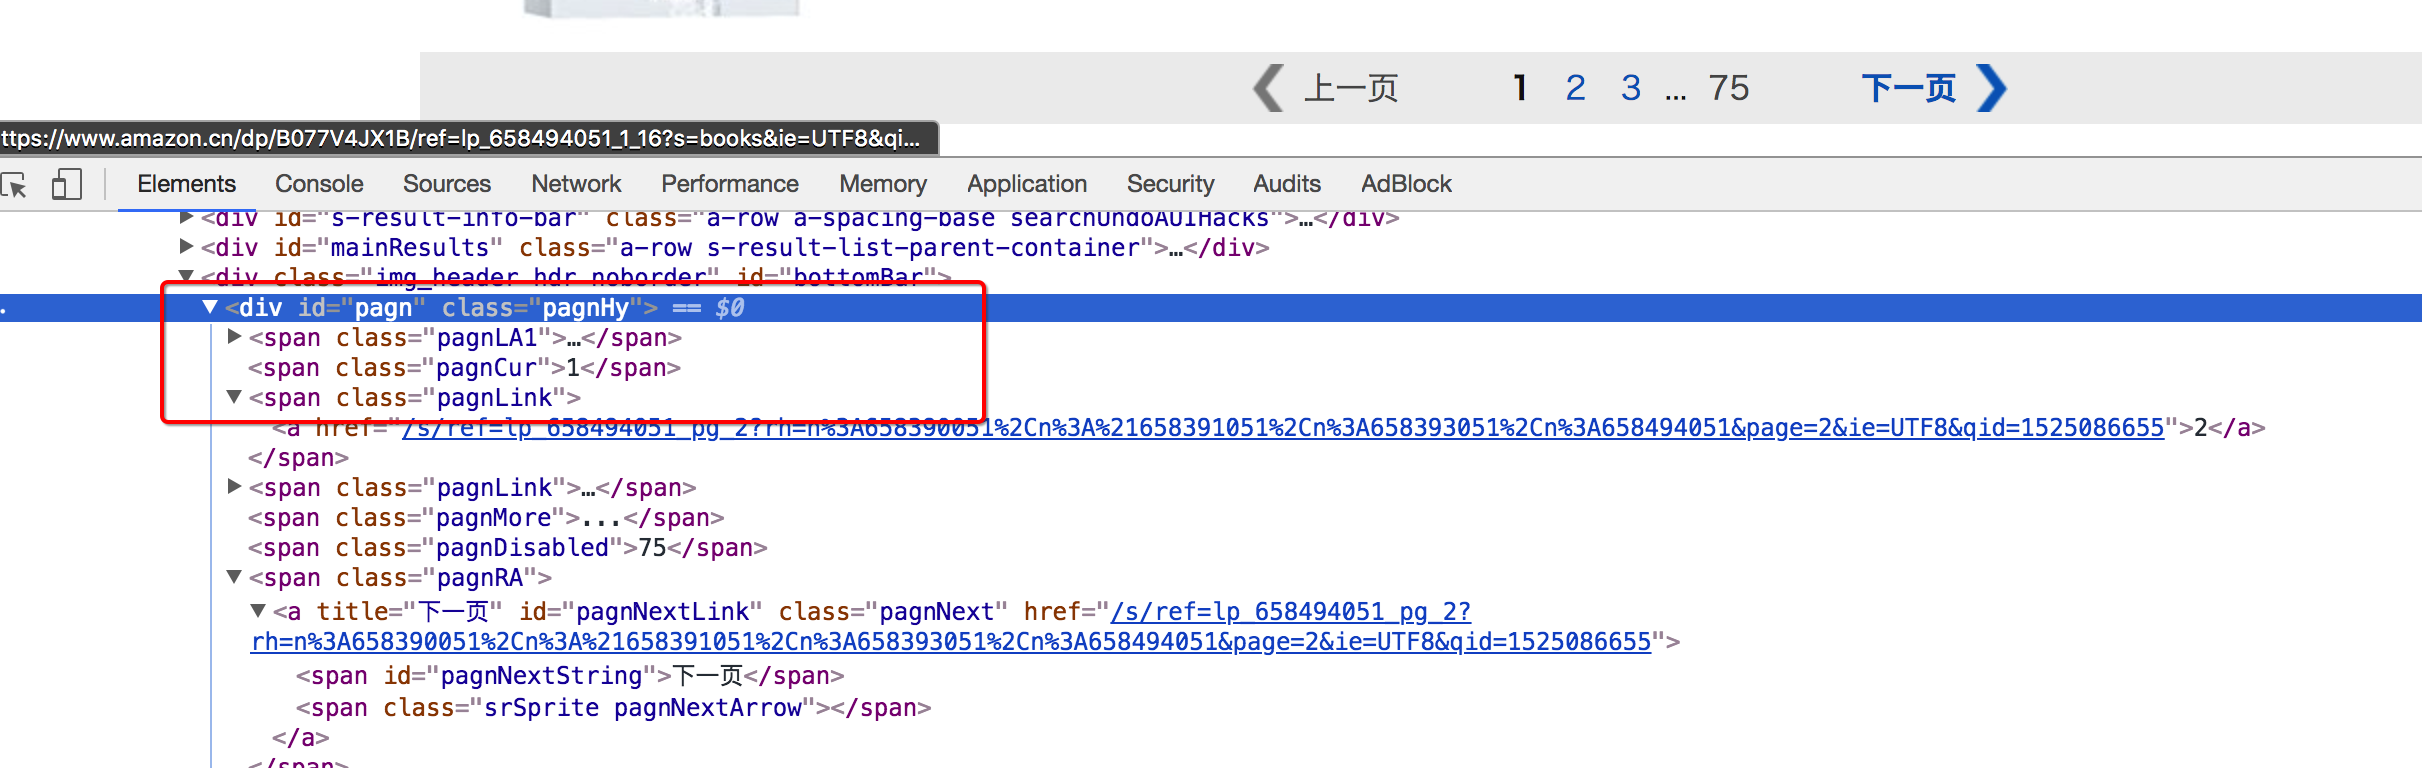 上一页 1 2 3 ... 75 下一页
ttps://www.amazon.cn/dp/B077V4JX1B/ref=lp_658494051_1_16?s=books&ie=UTF8&qi...
Elements Console Sources Network Performance Memory Application Security Audits AdBlock
<div id="s-result-info-bar" class="a-row a-spacing-base searchUndoAUIHacks">…</div>
<div id="mainResults" class="a-row s-result-list-parent-container">…</div>
<div class="img_header hdr noborder" id="bottomBar">
<div id="pagn" class="pagnHy"> == $0
<span class="pagnLA1">…</span>
<span class="pagnCur">1</span>
<span class="pagnLink">
<a href="/s/ref=lp_658494051_pg_2?rh=n%3A658390051%2Cn%3A%21658391051%2Cn%3A658393051%2Cn%3A658494051&page=2&ie=UTF8&qid=1525086655">2</a>
</span>
<span class="pagnLink">…</span>
<span class="pagnMore">...</span>
<span class="pagnDisabled">75</span>
<span class="pagnRA">
<a title="下一页" id="pagnNextLink" class="pagnNext" href="/s/ref=lp_658494051_pg_2?
rh=n%3A658390051%2Cn%3A%21658391051%2Cn%3A658393051%2Cn%3A658494051&page=2&ie=UTF8&qid=1525086655">
<span id="pagnNextString">下一页</span>
<span class="srSprite pagnNextArrow"></span>
</a>
</span>